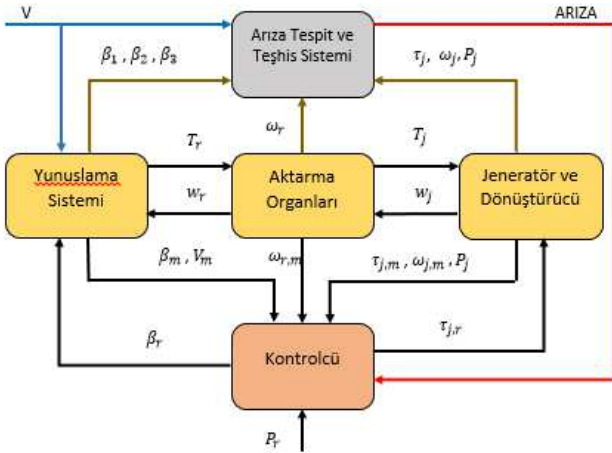 V
ARIZA
Arıza Tespit ve
Teşhis Sistemi
β₁ , β₂ , β₃
τⱼ, ωⱼ, Pⱼ
ωᵣ
Tᵣ
Tⱼ
Yunuslama
Sistemi
Aktarma
Organları
Jeneratör ve
Dönüştürücü
wᵣ
wⱼ
βₘ , Vₘ
ωᵣ,ₘ
τⱼ,ₘ , ωⱼ,ₘ , Pⱼ
βᵣ
Kontrolcü
τⱼ,ᵣ
Pᵣ